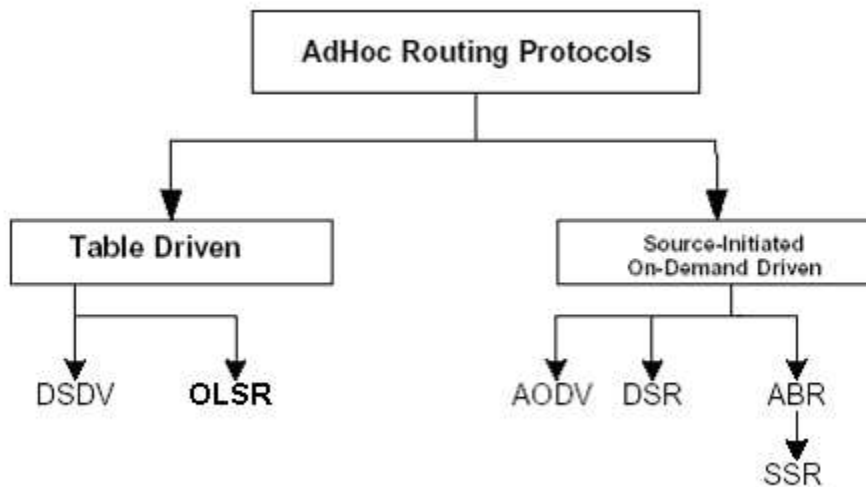 AdHoc Routing Protocols
Table Driven
Source-Initiated
On-Demand Driven
DSDV
OLSR
AODV
DSR
ABR
SSR